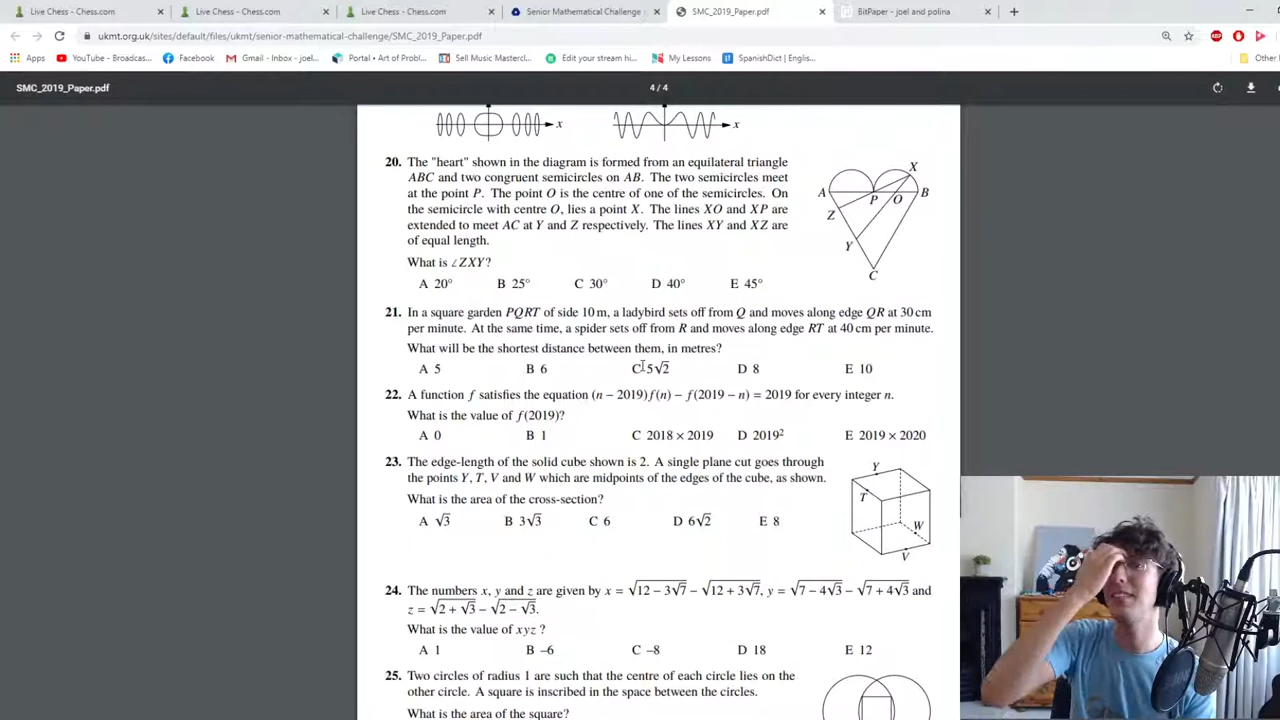 Live Chess - Chess.com
Live Chess - Chess.com
Live Chess - Chess.com
Senior Mathematical Challenge
SMC_2019_Paper.pdf
BitPaper - joel and polina
ukmt.org.uk/sites/default/files/ukmt/senior-mathematical-challenge/SMC_2019_Paper.pdf
Apps
YouTube - Broadcas...
Facebook
Gmail - Inbox - joel...
Portal • Art of Probl...
Sell Music Mastercl...
Edit your stream hi...
My Lessons
SpanishDict | Englis...
Other
SMC_2019_Paper.pdf
4 / 4
x
x
20. The "heart" shown in the diagram is formed from an equilateral triangle
ABC and two congruent semicircles on AB. The two semicircles meet
at the point P. The point O is the centre of one of the semicircles. On
the semicircle with centre O, lies a point X. The lines XO and XP are
extended to meet AC at Y and Z respectively. The lines XY and XZ are
of equal length.
What is ∠ZXY?
A 20° B 25° C 30° D 40° E 45°
X
A
P
O
B
Z
Y
C
21. In a square garden PQRT of side 10 m, a ladybird sets off from Q and moves along edge QR at 30 cm
per minute. At the same time, a spider sets off from R and moves along edge RT at 40 cm per minute.
What will be the shortest distance between them, in metres?
A 5 B 6 C 5√2 D 8 E 10
22. A function f satisfies the equation (n − 2019)f(n) − f(2019 − n) = 2019 for every integer n.
What is the value of f(2019)?
A 0 B 1 C 2018 × 2019 D 2019² E 2019 × 2020
23. The edge-length of the solid cube shown is 2. A single plane cut goes through
the points Y, T, V and W which are midpoints of the edges of the cube, as shown.
What is the area of the cross-section?
A √3 B 3√3 C 6 D 6√2 E 8
Y
T
W
V
24. The numbers x, y and z are given by x = √(12 − 3√7) − √(12 + 3√7), y = √(7 − 4√3) − √(7 + 4√3) and
z = √(2 + √3) − √(2 − √3).
What is the value of xyz ?
A 1 B −6 C −8 D 18 E 12
25. Two circles of radius 1 are such that the centre of each circle lies on the
other circle. A square is inscribed in the space between the circles.
What is the area of the square?